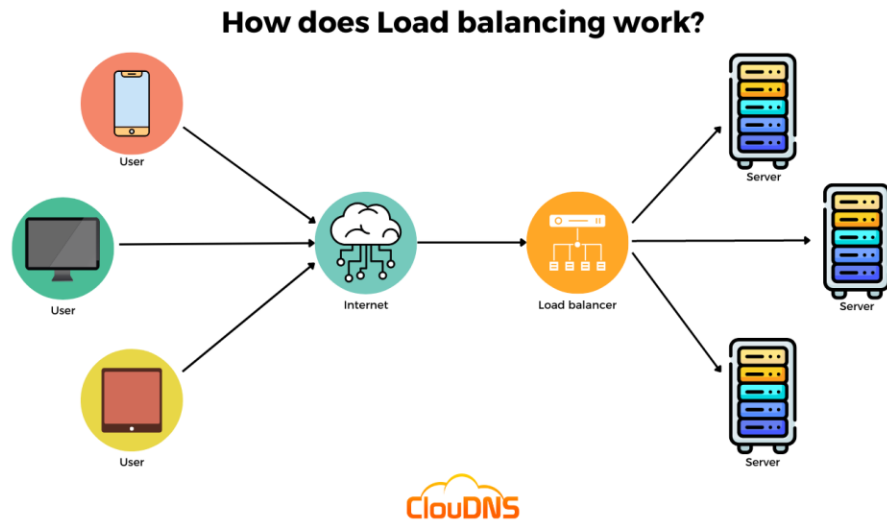 How does Load balancing work?
User
Server
User
Internet
Load balancer
Server
User
Server
ClouDNS